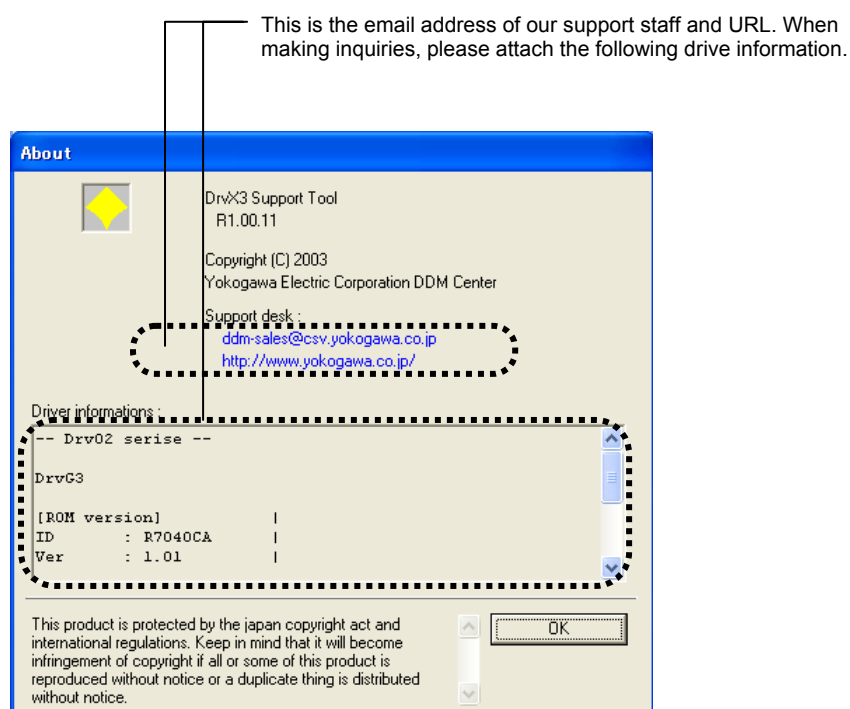 This is the email address of our support staff and URL. When
making inquiries, please attach the following drive information.
About
DrvX3 Support Tool
R1.00.11
Copyright (C) 2003
Yokogawa Electric Corporation DDM Center
Support desk :
ddm-sales@csv.yokogawa.co.jp
http://www.yokogawa.co.jp/
Driver informations :
-- Drv02 serise --
DrvG3
[ROM version] |
ID : R7040CA |
Ver : 1.01 |
This product is protected by the japan copyright act and
international regulations. Keep in mind that it will become
infringement of copyright if all or some of this product is
reproduced without notice or a duplicate thing is distributed
without notice.
OK